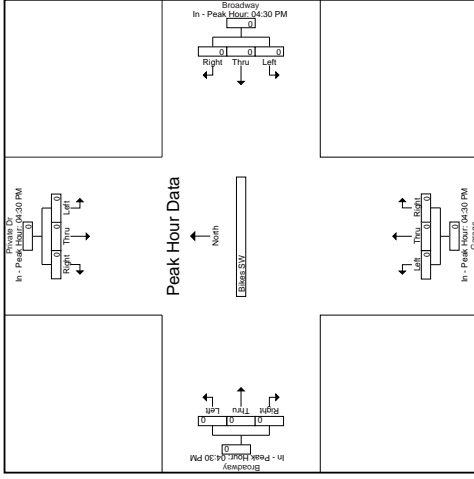 Broadway
In - Peak Hour: 04:30 PM
0
0 0 0
Right Thru Left
Private Dr
In - Peak Hour: 04:30 PM
0
0 0 0
Right Thru Left
Peak Hour Data
North
Bikes SW
Right
Thru
Left
0 0 0
0
In - Peak Hour: 04:30 PM
Garage
Left Thru Right
0 0 0
0
In - Peak Hour: 04:30 PM
Broadway